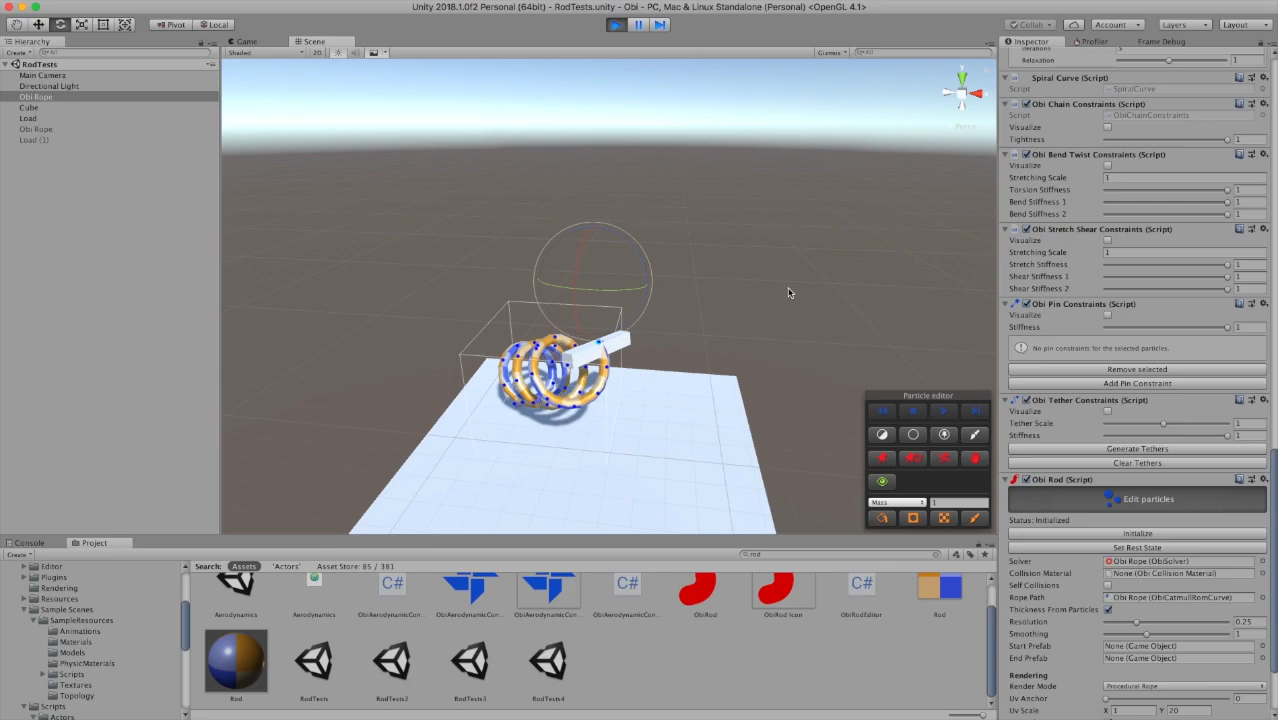 Unity 2018.1.0f2 Personal (64bit) - RodTests.unity - Obi - PC, Mac & Linux Standalone (Personal) <OpenGL 4.1>
Pivot Local
Collab Account Layers Layout
Hierarchy
Game Scene
Inspector Profiler Frame Debug
Create All
Shaded 2D
Gizmos All
RodTests
Main Camera
Directional Light
Obi Rope
Cube
Load
Obi Rope
Load (1)
y
Persp
Iterations 3
Relaxation 1
Spiral Curve (Script)
Script SpiralCurve
Obi Chain Constraints (Script)
Script ObiChainConstraints
Visualize
Tightness 1
Obi Bend Twist Constraints (Script)
Visualize
Stretching Scale 1
Torsion Stiffness 1
Bend Stiffness 1 1
Bend Stiffness 2 1
Obi Stretch Shear Constraints (Script)
Visualize
Stretching Scale 1
Stretch Stiffness 1
Shear Stiffness 1 1
Shear Stiffness 2 1
Obi Pin Constraints (Script)
Visualize
Stiffness 1
No pin constraints for the selected particles.
Remove selected
Add Pin Constraint
Obi Tether Constraints (Script)
Visualize
Tether Scale 1
Stiffness 1
Generate Tethers
Clear Tethers
Obi Rod (Script)
Edit particles
Status: Initialized
Initialize
Set Rest State
Solver Obi Rope (ObiSolver)
Collision Material None (Obi Collision Material)
Self Collisions
Rope Path Obi Rope (ObiCatmullRomCurve)
Thickness From Particles
Resolution 0.25
Smoothing 1
Start Prefab None (Game Object)
End Prefab None (Game Object)
Rendering
Render Mode Procedural Rope
Uv Anchor 0
Uv Scale X 1 Y 20
Particle editor
Mass 1
Console Project
Create rod
Editor
Plugins
Rendering
Resources
Sample Scenes
SampleResources
Animations
Materials
Models
PhysicMaterials
Scripts
Textures
Topology
Scripts
Actors
Search: Assets 'Actors' Asset Store: 85 / 381
Aerodynamics Aerodynamics ObiAerodynamicCon... ObiAerodynamicCon... ObiAerodynamicCon... ObiAerodynamicCon... ObiRod ObiRod Icon ObiRodEditor Rod
Rod RodTests RodTests2 RodTests3 RodTests4